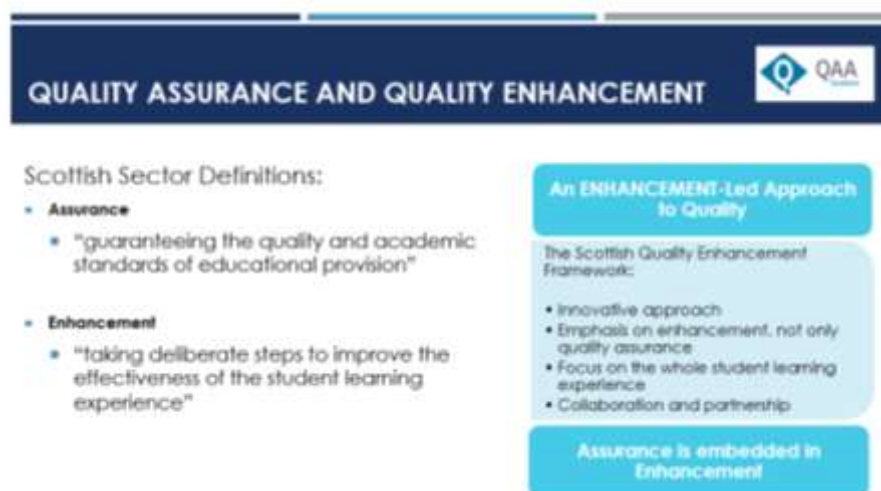 QUALITY ASSURANCE AND QUALITY ENHANCEMENT
QAA
Scottish Sector Definitions:
Assurance
"guaranteeing the quality and academic
standards of educational provision"
Enhancement
"taking deliberate steps to improve the
effectiveness of the student learning
experience"
An ENHANCEMENT-Led Approach
to Quality
The Scottish Quality Enhancement
Framework:
• Innovative approach
• Emphasis on enhancement, not only
quality assurance
• Focus on the whole student learning
experience
• Collaboration and partnership
Assurance is embedded in
Enhancement